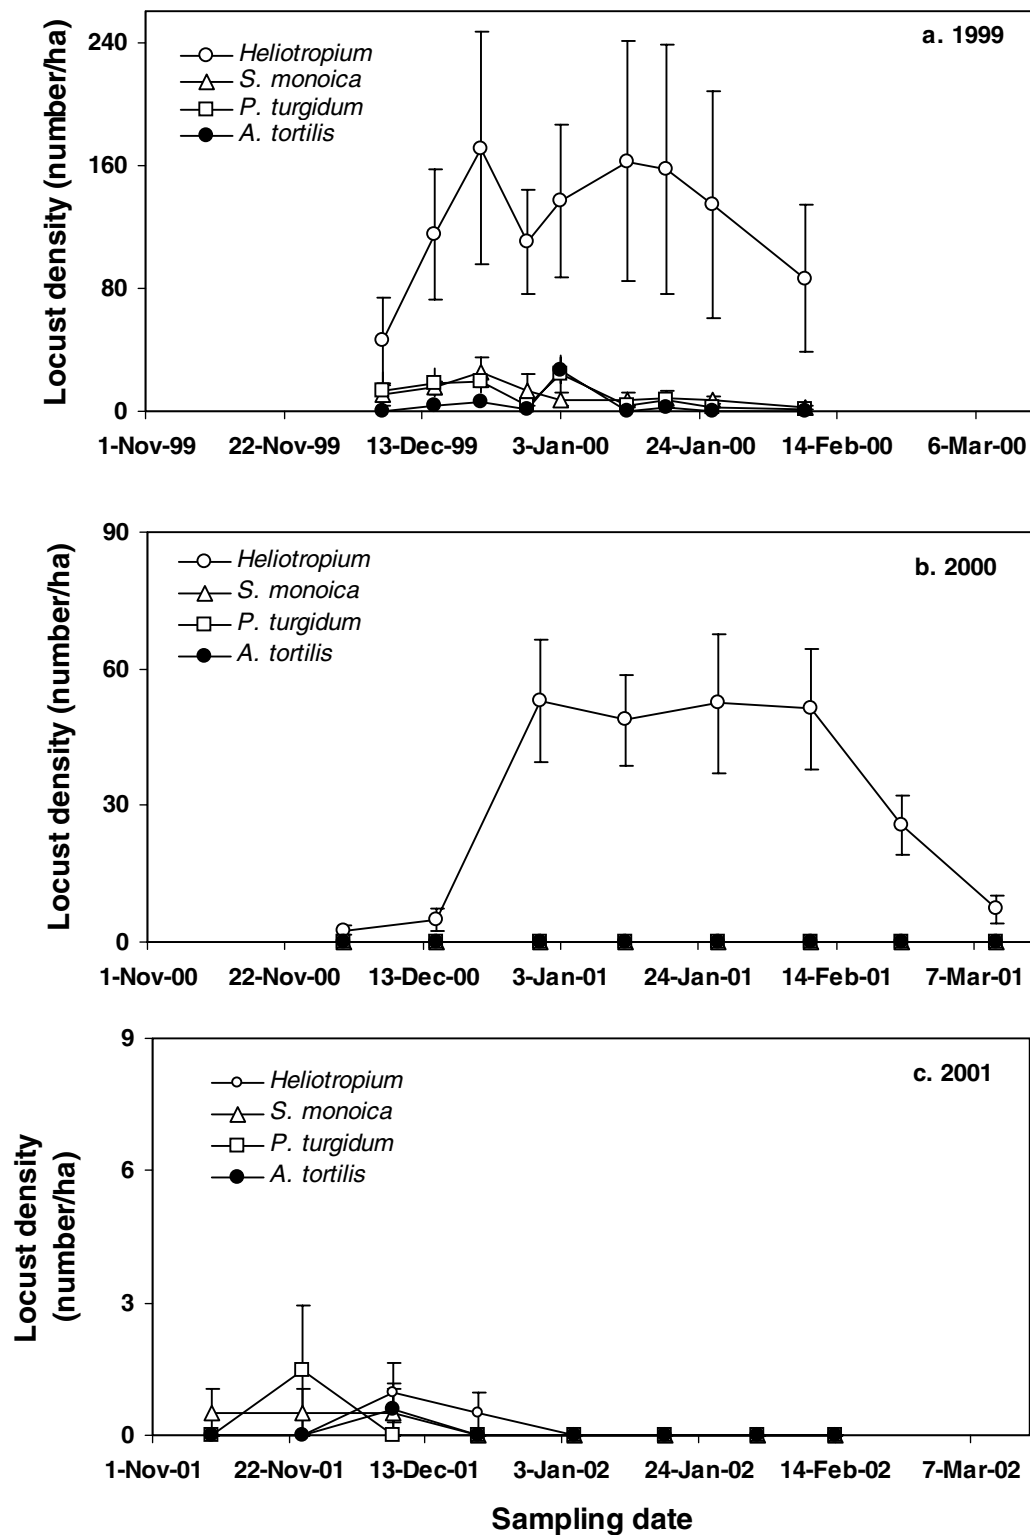 a. 1999
Locust density (number/ha)
240
160
80
0
Heliotropium
S. monoica
P. turgidum
A. tortilis
1-Nov-99 22-Nov-99 13-Dec-99 3-Jan-00 24-Jan-00 14-Feb-00 6-Mar-00
b. 2000
Locust density (number/ha)
90
60
30
0
Heliotropium
S. monoica
P. turgidum
A. tortilis
1-Nov-00 22-Nov-00 13-Dec-00 3-Jan-01 24-Jan-01 14-Feb-01 7-Mar-01
c. 2001
Locust density
(number/ha)
9
6
3
0
Heliotropium
S. monoica
P. turgidum
A. tortilis
1-Nov-01 22-Nov-01 13-Dec-01 3-Jan-02 24-Jan-02 14-Feb-02 7-Mar-02
Sampling date